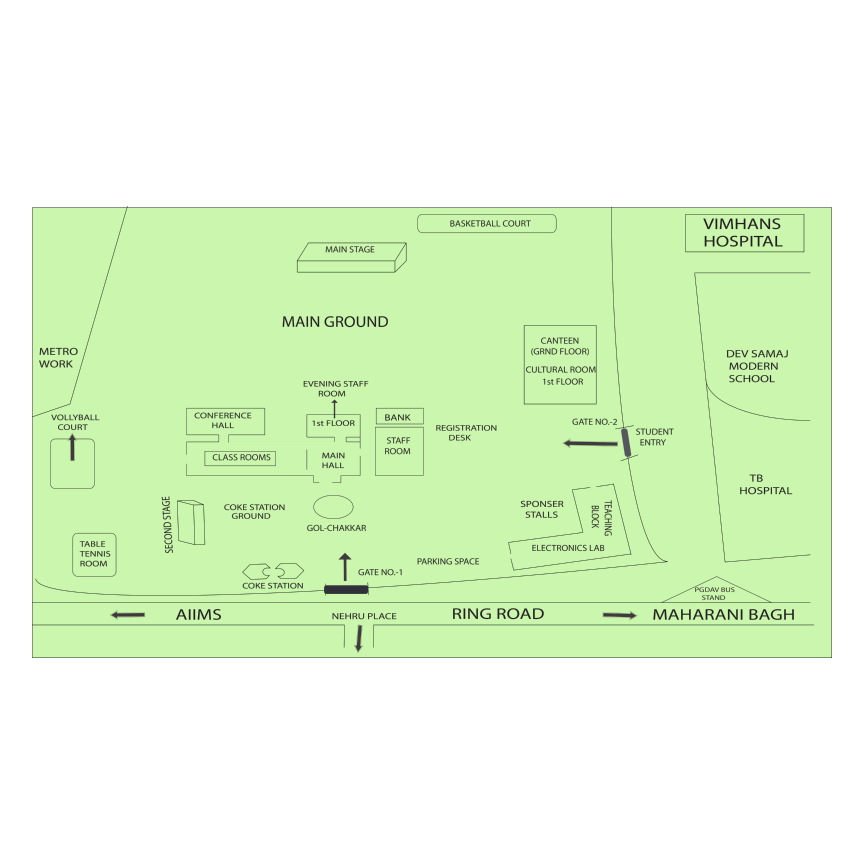 BASKETBALL COURT
VIMHANS
HOSPITAL
MAIN STAGE
MAIN GROUND
CANTEEN
(GRND FLOOR)
CULTURAL ROOM
1st FLOOR
METRO
WORK
DEV SAMAJ
MODERN
SCHOOL
EVENING STAFF
ROOM
VOLLYBALL
COURT
CONFERENCE
HALL
1st FLOOR
BANK
REGISTRATION
DESK
GATE NO.-2
STUDENT
ENTRY
STAFF
ROOM
CLASS ROOMS
MAIN
HALL
TB
HOSPITAL
SECOND STAGE
COKE STATION
GROUND
GOL-CHAKKAR
SPONSER
STALLS
TEACHING
BLOCK
ELECTRONICS LAB
TABLE
TENNIS
ROOM
PARKING SPACE
GATE NO.-1
COKE STATION
PGDAV BUS
STAND
AIIMS
NEHRU PLACE
RING ROAD
MAHARANI BAGH